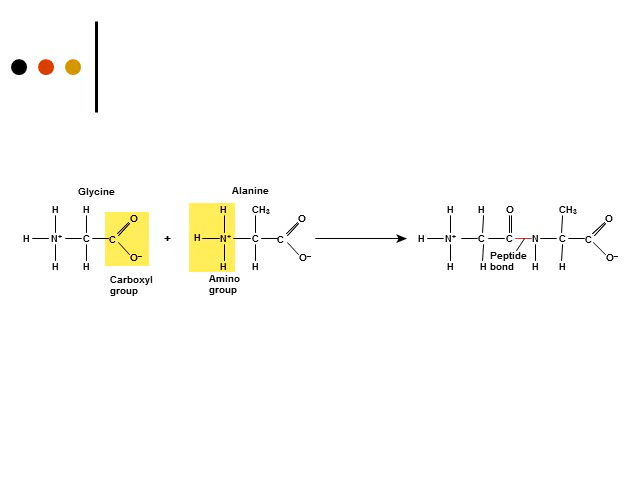 Glycine
Alanine
H H O
H N+ C C
H H O–
Carboxyl
group
+
H CH3 O
H N+ C C
H H O–
Amino
group
H H O CH3 O
H N+ C C N C C
H H H H O–
Peptide
bond